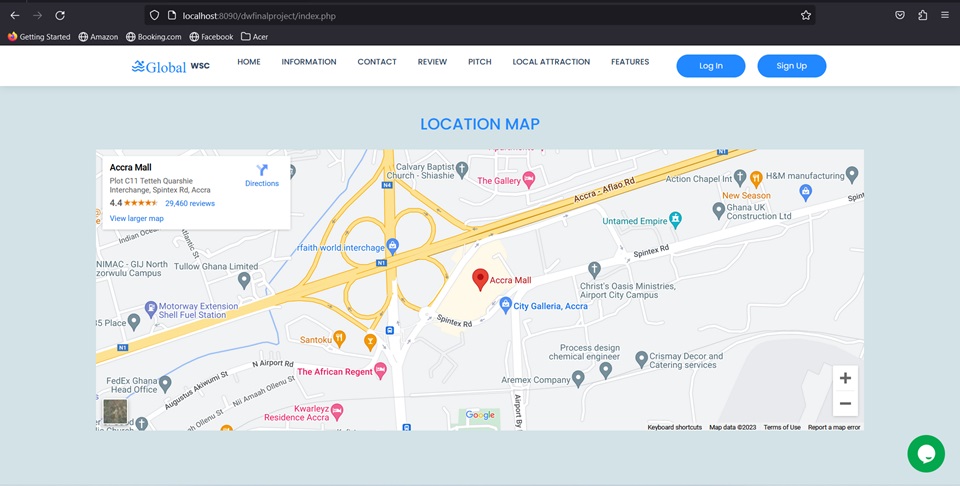 localhost:8090/dwfinalproject/index.php
Getting Started Amazon Booking.com Facebook Acer
Global WSC HOME INFORMATION CONTACT REVIEW PITCH LOCAL ATTRACTION FEATURES Log In Sign Up
LOCATION MAP
Accra Mall
Plot C11 Tetteh Quarshie
Interchange, Spintex Rd, Accra
4.4 29,460 reviews
View larger map
Directions
Calvary Baptist
Church - Shiashie
N4
The Gallery
N1
Accra - Aflao Rd
Action Chapel Int
H&M manufacturing
New Season
Ghana UK
Construction Ltd
Untamed Empire
Spintex
Spintex Rd
Indian
rfaith world interchage
N1
NIMAC - GIJ North
zorwulu Campus
Tullow Ghana Limited
Accra Mall
Christ's Oasis Ministries,
Airport City Campus
City Galleria, Accra
Motorway Extension
Shell Fuel Station
35 Place
Spintex Rd
Santoku
N1
N Airport Rd
The African Regent
Process design
chemical engineer
Crismay Decor and
Catering services
Aremex Company
FedEx Ghana
Head Office
Augustus Akiwumi St
Nii Amaah Ollenu St
Kwarleyz
Residence Accra
Airport By
Google
Keyboard shortcuts Map data ©2023 Terms of Use Report a map error